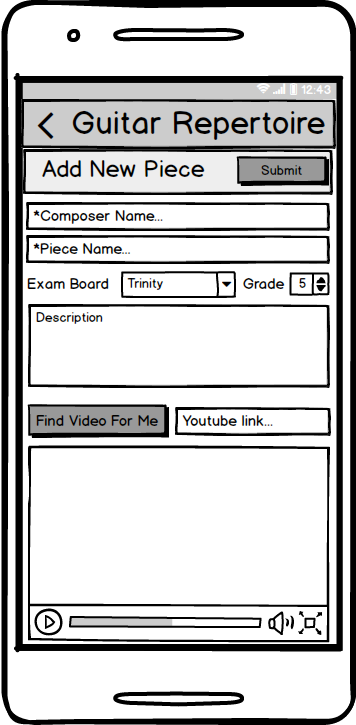 12:43
Guitar Repertoire
Add New Piece Submit
*Composer Name...
*Piece Name...
Exam Board Trinity Grade 5
Description
Find Video For Me Youtube link...